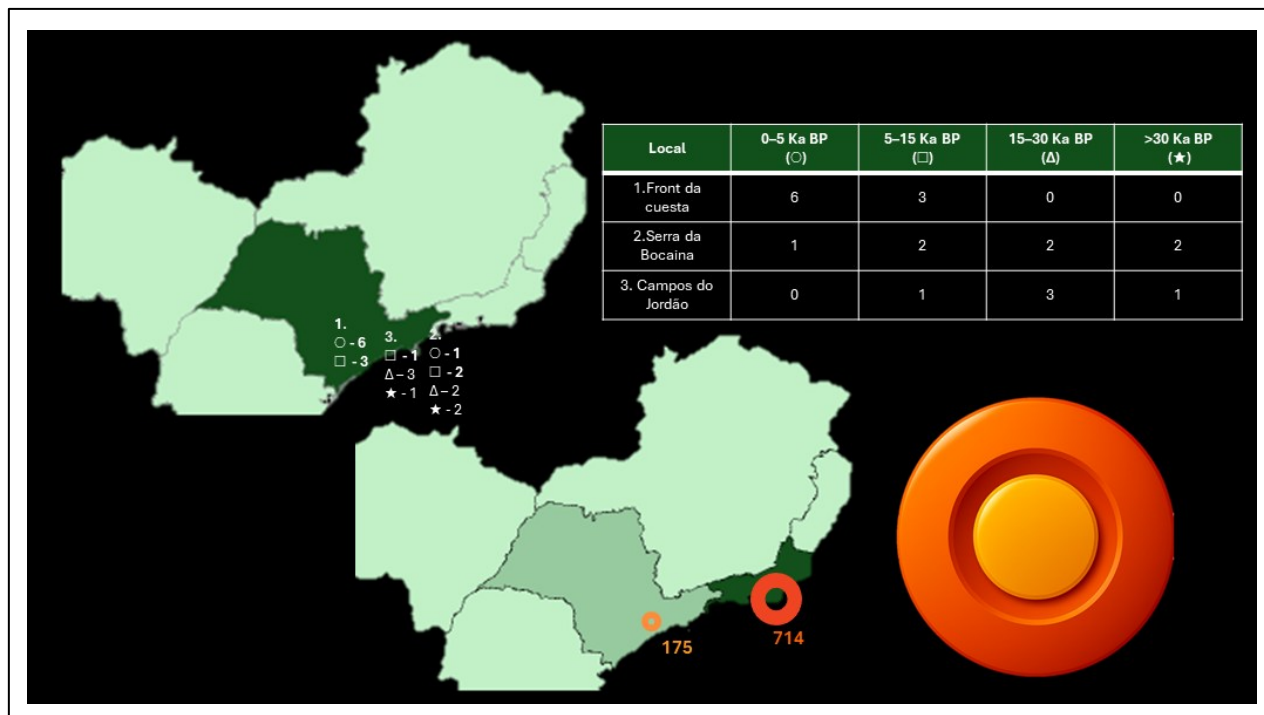 Local 0–5 Ka BP 5–15 Ka BP 15–30 Ka BP >30 Ka BP
(○) (□) (Δ) (★)
1.Front da
cuesta 6 3 0 0
2.Serra da
Bocaina 1 2 2 2
3. Campos do
Jordão 0 1 3 1
1.
○ - 6
□ - 3
3.
□ - 1
Δ – 3
★ - 1
2.
○ - 1
□ - 2
Δ – 2
★ - 2
175
714